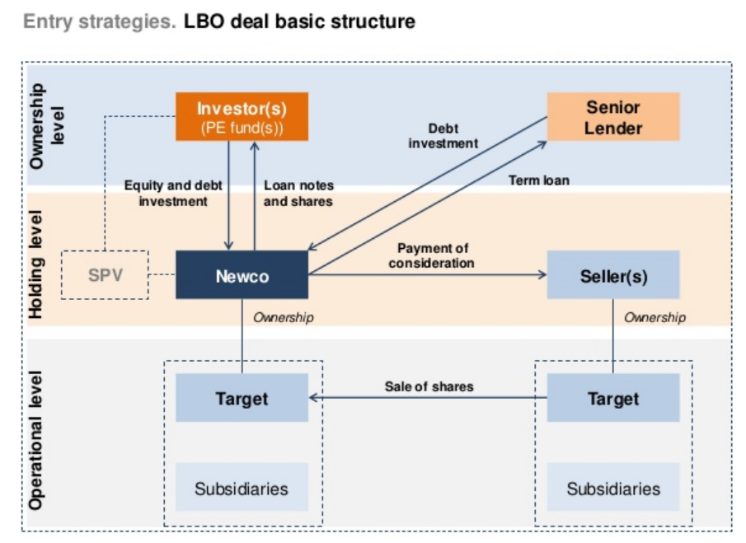 Entry strategies. LBO deal basic structure
Ownership
level
Investor(s)
(PE fund(s))
Senior
Lender
Debt
investment
Equity and debt
investment
Loan notes
and shares
Term loan
Holding level
SPV
Newco
Payment of
consideration
Seller(s)
Ownership
Ownership
Operational level
Target
Sale of shares
Target
Subsidiaries
Subsidiaries